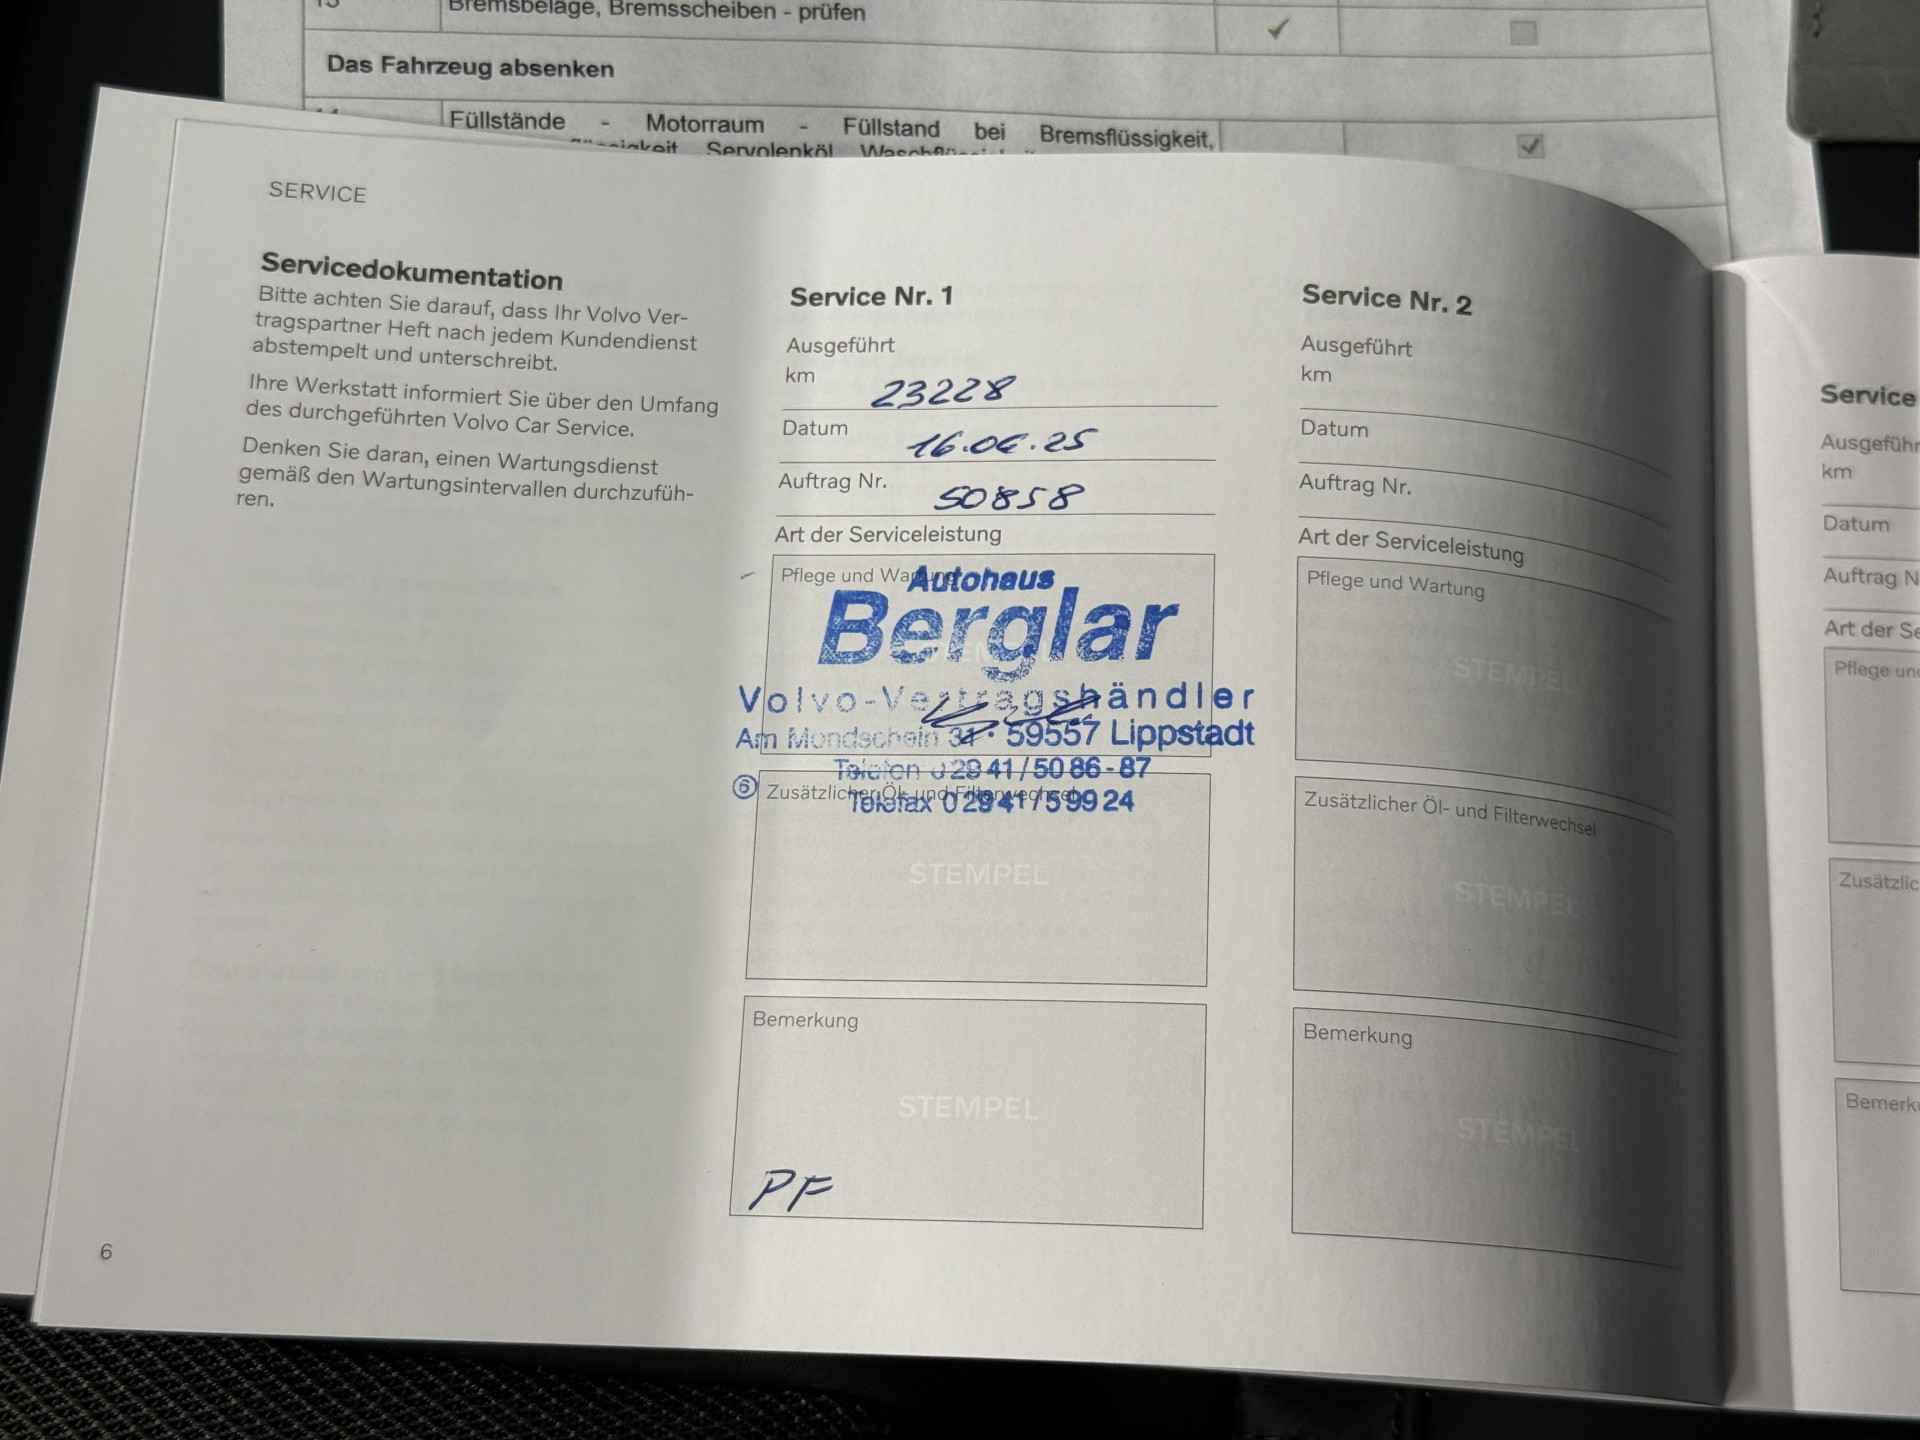 Bremsbeläge, Bremsscheiben - prüfen
Das Fahrzeug absenken
Füllstände - Motorraum - Füllstand bei Bremsflüssigkeit,
Servolenköl
SERVICE
Servicedokumentation
Bitte achten Sie darauf, dass Ihr Volvo Ver-
tragspartner Heft nach jedem Kundendienst
abstempelt und unterschreibt.
Ihre Werkstatt informiert Sie über den Umfang
des durchgeführten Volvo Car Service.
Denken Sie daran, einen Wartungsdienst
gemäß den Wartungsintervallen durchzufüh-
ren.
6
Service Nr. 1
Ausgeführt
km 23228
Datum 16.06.25
Auftrag Nr. 50858
Art der Serviceleistung
Pflege und Wartung
Autohaus
Berglar
Volvo-Vertragshändler
Am Mondschein 31 · 59557 Lippstadt
Telefon 0 29 41 / 50 86 - 87
Telefax 0 29 41 / 5 99 24
6
Zusätzlicher Öl- und Filterwechsel
STEMPEL
Bemerkung
STEMPEL
PF
Service Nr. 2
Ausgeführt
km
Datum
Auftrag Nr.
Art der Serviceleistung
Pflege und Wartung
STEMPEL
Zusätzlicher Öl- und Filterwechsel
STEMPEL
Bemerkung
STEMPEL
Service
Ausgefüh
km
Datum
Auftrag N
Art der Se
Pflege und
Zusätzlic
Bemerk